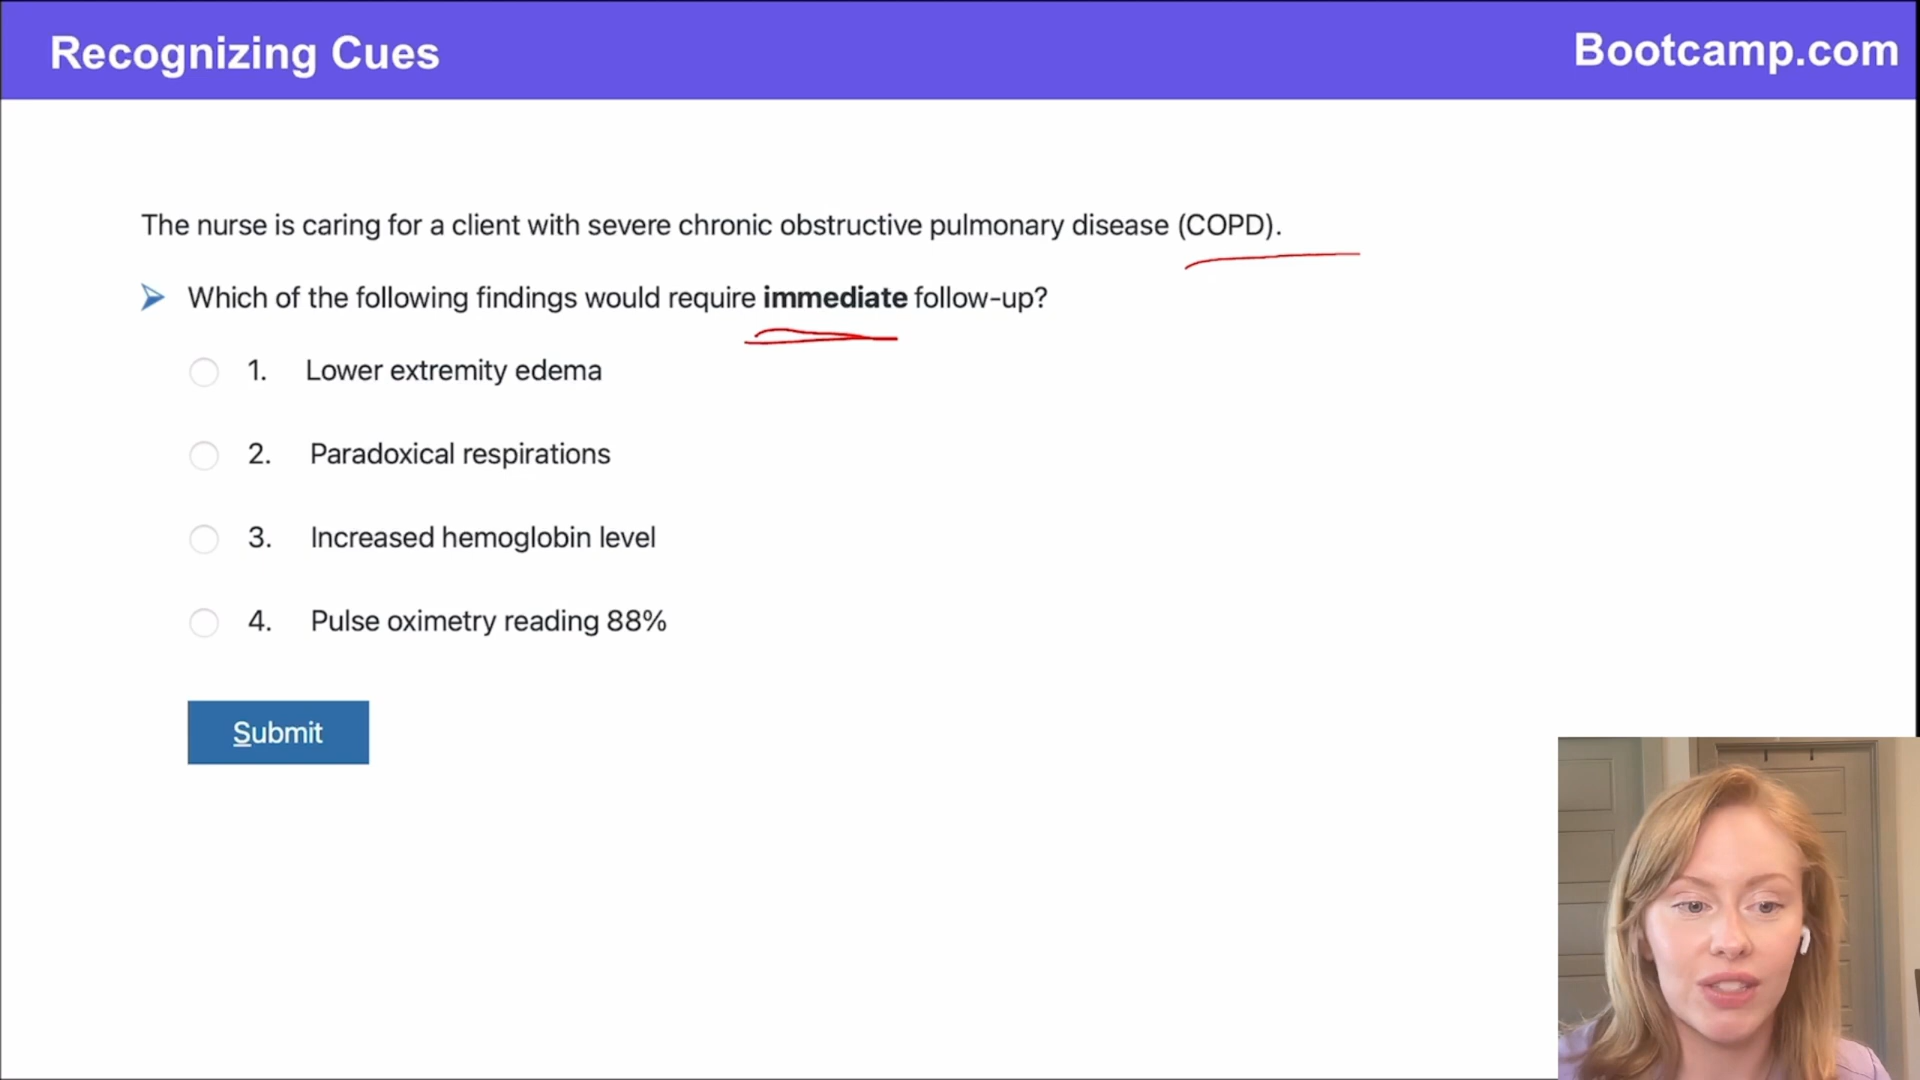 Recognizing Cues
Bootcamp.com
The nurse is caring for a client with severe chronic obstructive pulmonary disease (COPD).
Which of the following findings would require immediate follow-up?
1. Lower extremity edema
2. Paradoxical respirations
3. Increased hemoglobin level
4. Pulse oximetry reading 88%
Submit